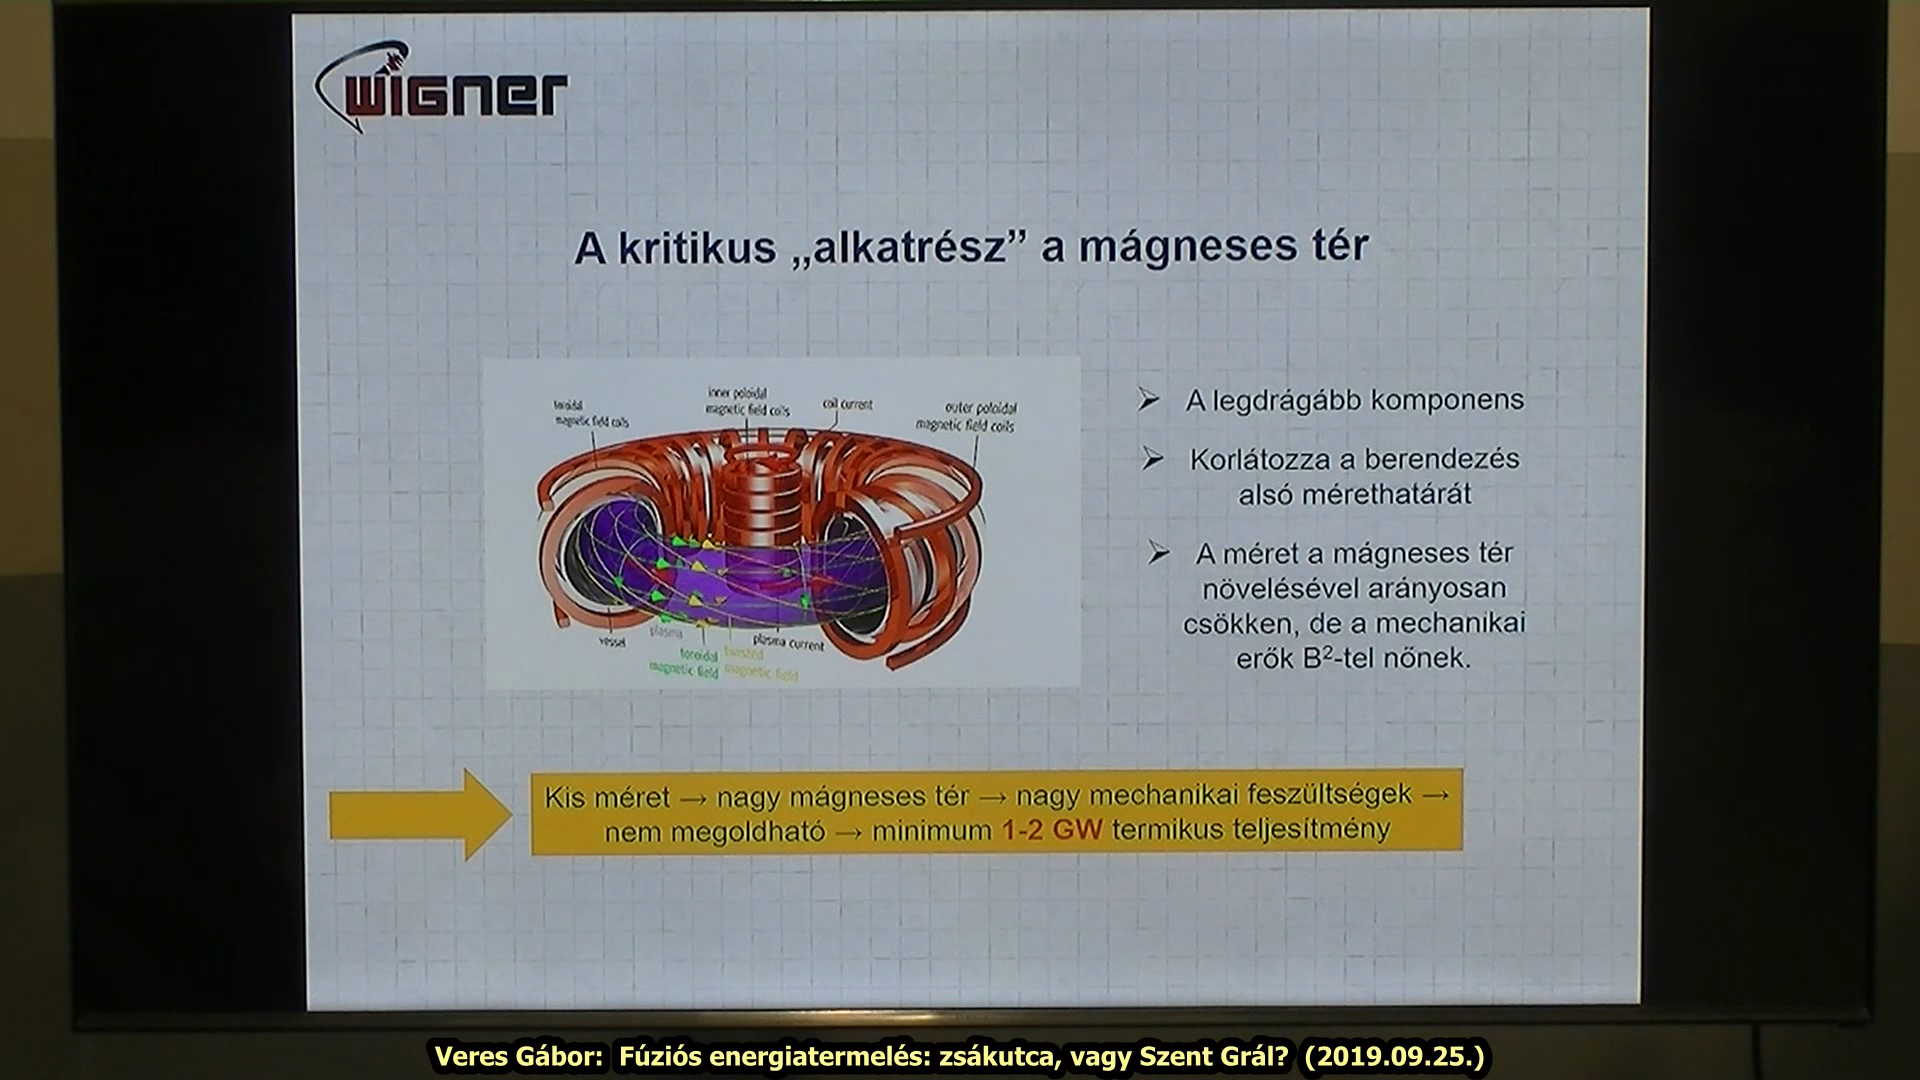 wigner
A kritikus „alkatrész” a mágneses tér
toroidal
magnetic field coils
inner poloidal
magnetic field coils
coil current
outer poloidal
magnetic field coils
vessel
plasma
plasma current
toroidal
magnetic field
twisted
magnetic field
➢ A legdrágább komponens
➢ Korlátozza a berendezés
alsó mérethatárát
➢ A méret a mágneses tér
növelésével arányosan
csökken, de a mechanikai
erők B²-tel nőnek.
Kis méret → nagy mágneses tér → nagy mechanikai feszültségek →
nem megoldható → minimum 1-2 GW termikus teljesítmény
Veres Gábor: Fúziós energiatermelés: zsákutca, vagy Szent Grál? (2019.09.25.)